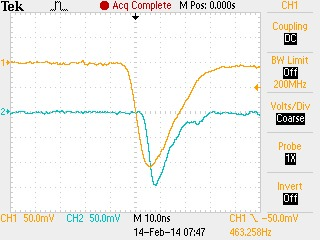 Tek Acq Complete M Pos: 0.000s CH1
Coupling
DC
BW Limit
Off
200MHz
Volts/Div
Coarse
Probe
1X
Invert
Off
1
2
CH1 50.0mV CH2 50.0mV M 10.0ns CH1 \ -50.0mV
14-Feb-14 07:47 463.258Hz